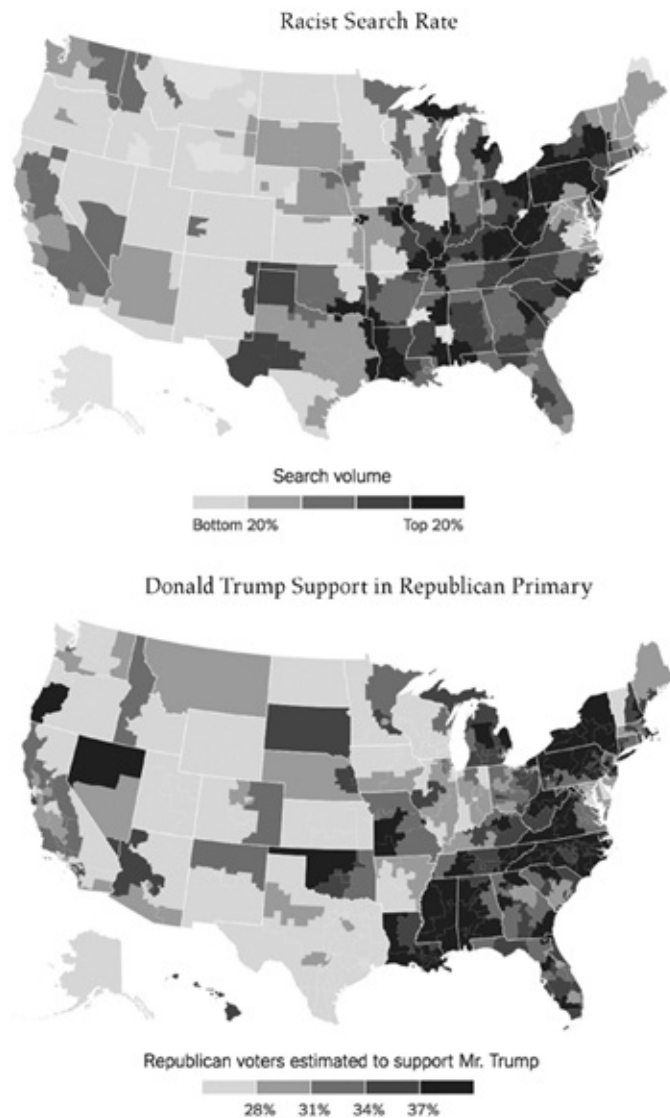 Racist Search Rate
Search volume
Bottom 20% Top 20%
Donald Trump Support in Republican Primary
Republican voters estimated to support Mr. Trump
28% 31% 34% 37%